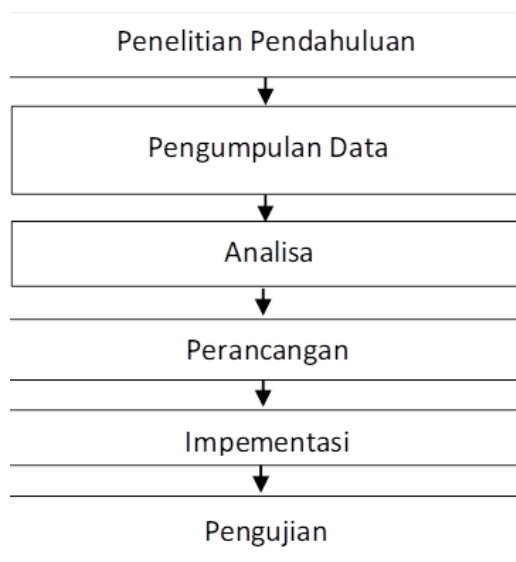 Penelitian Pendahuluan
Pengumpulan Data
Analisa
Perancangan
Impementasi
Pengujian